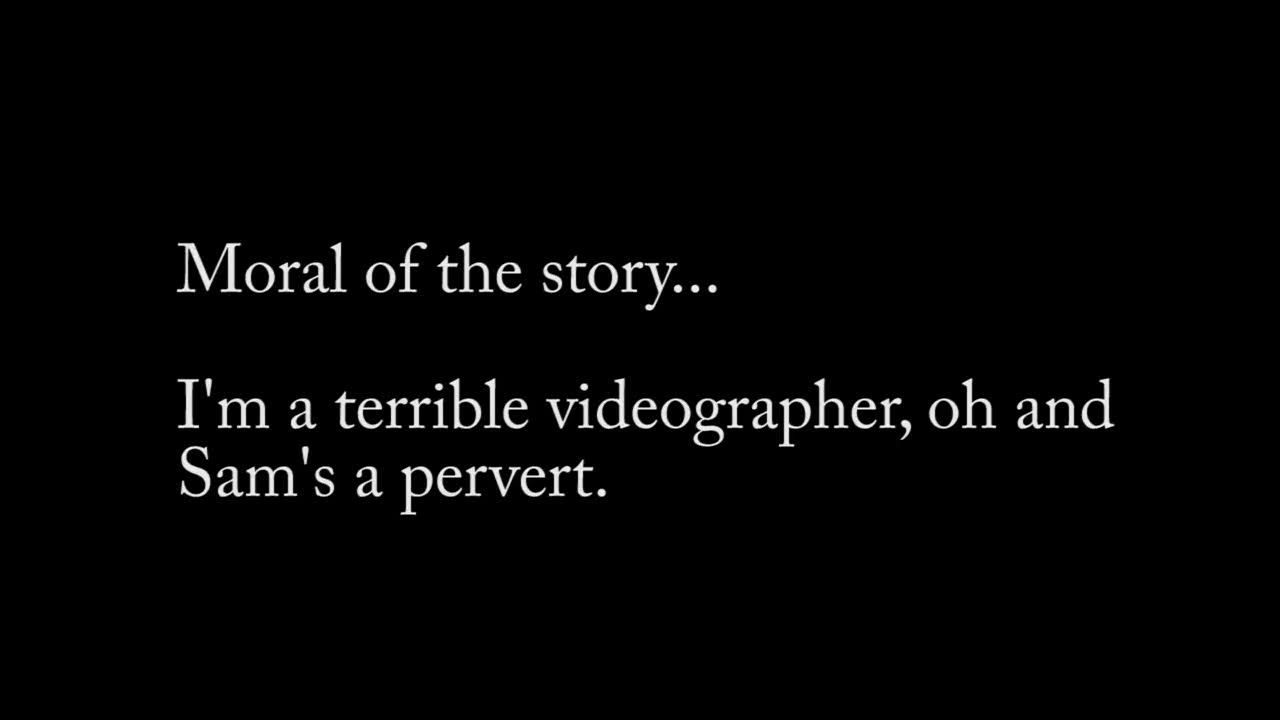 Moral of the story...
I'm a terrible videographer, oh and
Sam's a pervert.